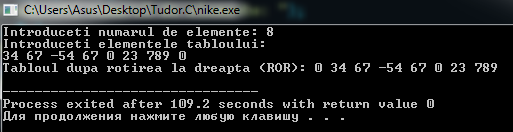 C:\Users\Asus\Desktop\Tudor.C\nike.exe
Introduceti numarul de elemente: 8
Introduceti elementele tabloului:
34 67 -54 67 0 23 789 0
Tabloul dupa rotirea la dreapta (ROR): 0 34 67 -54 67 0 23 789
--------------------------------
Process exited after 109.2 seconds with return value 0
Для продолжения нажмите любую клавишу . . .